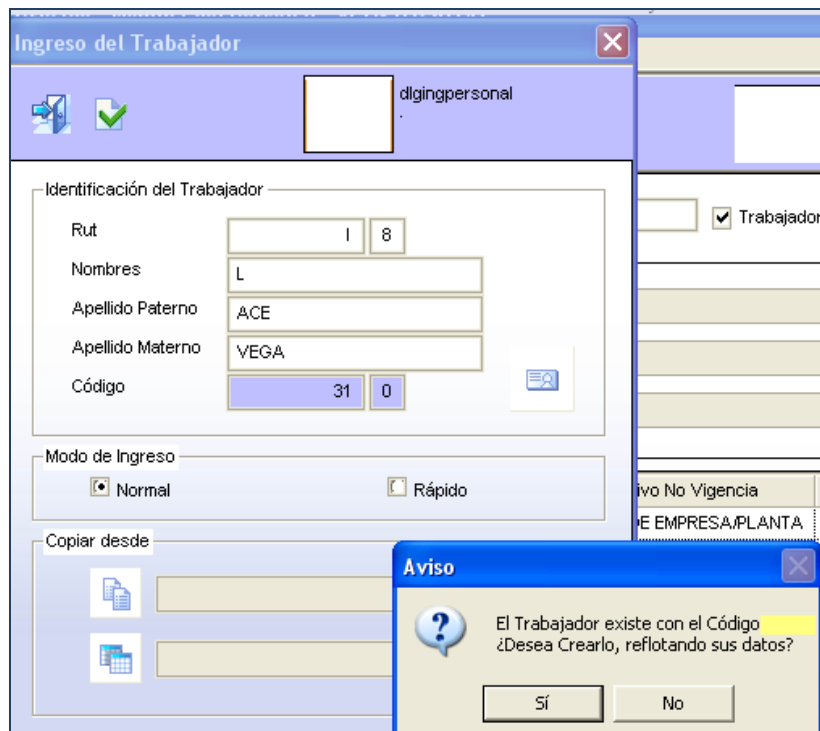 Ingreso del Trabajador
dlgingpersonal
.
Identificación del Trabajador
Rut I 8
Trabajador
Nombres L
Apellido Paterno ACE
Apellido Materno VEGA
Código 31 0
Modo de Ingreso
Normal Rápido
ivo No Vigencia
DE EMPRESA/PLANTA
Copiar desde
Aviso
El Trabajador existe con el Código
¿Desea Crearlo, reflotando sus datos?
Sí No